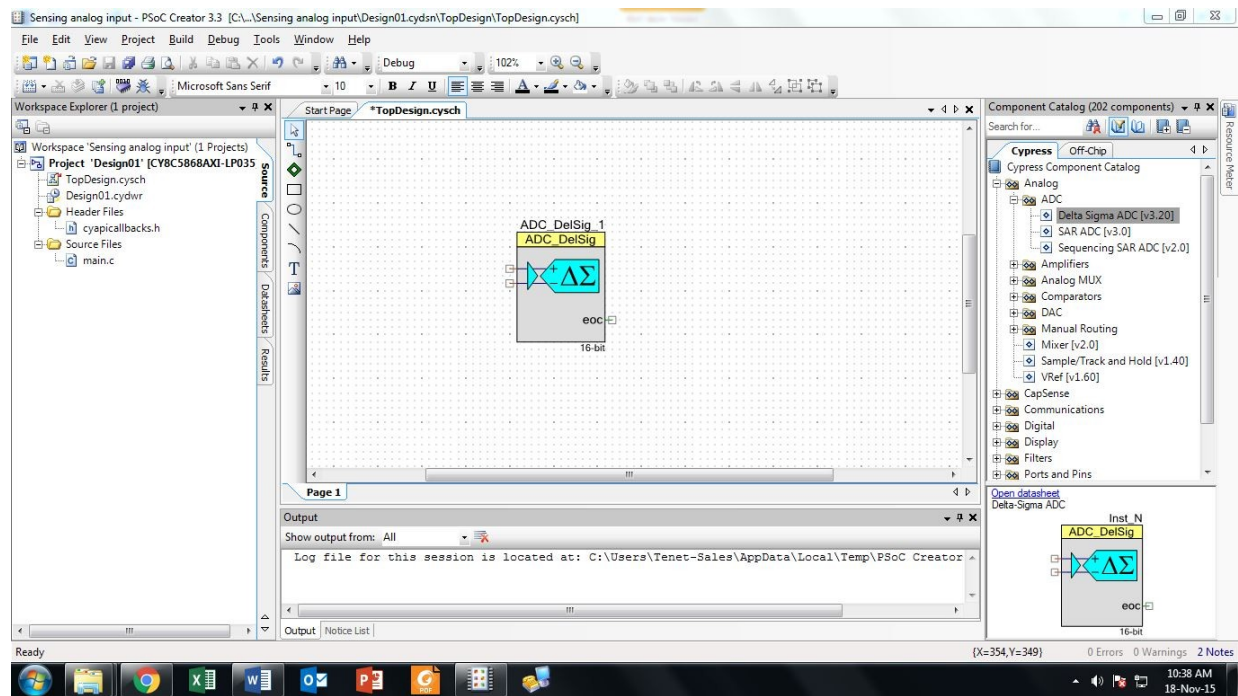 Sensing analog input - PSoC Creator 3.3 [C:\...\Sensing analog input\Design01.cydsn\TopDesign\TopDesign.cysch]
File Edit View Project Build Debug Tools Window Help
Debug 102%
Microsoft Sans Serif 10 B I U A
Workspace Explorer (1 project)
Workspace 'Sensing analog input' (1 Projects)
Project 'Design01' [CY8C5868AXI-LP035
TopDesign.cysch
Design01.cydwr
Header Files
cyapicallbacks.h
Source Files
main.c
Source
Components
Datasheets
Results
Start Page *TopDesign.cysch
T
ADC_DelSig_1
ADC_DelSig
+ ΔΣ
-
eoc
16-bit
Page 1
Output
Show output from: All
Log file for this session is located at: C:\Users\Tenet-Sales\AppData\Local\Temp\PSoC Creator
Output Notice List
Component Catalog (202 components)
Search for...
Cypress Off-Chip
Cypress Component Catalog
Analog
ADC
Delta Sigma ADC [v3.20]
SAR ADC [v3.0]
Sequencing SAR ADC [v2.0]
Amplifiers
Analog MUX
Comparators
DAC
Manual Routing
Mixer [v2.0]
Sample/Track and Hold [v1.40]
VRef [v1.60]
CapSense
Communications
Digital
Display
Filters
Ports and Pins
Open datasheet
Delta-Sigma ADC
Inst_N
ADC_DelSig
+ ΔΣ
-
eoc
16-bit
Resource Meter
Ready {X=354,Y=349} 0 Errors 0 Warnings 2 Notes
10:38 AM
18-Nov-15